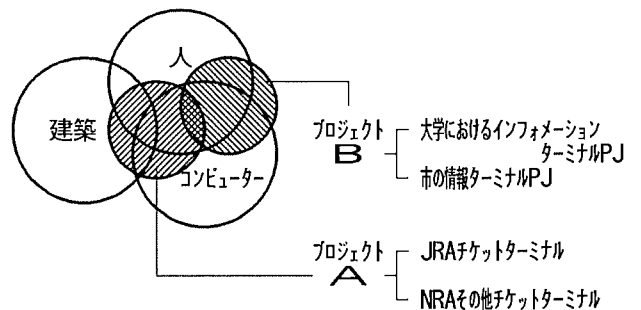 人
建築
コンピューター
プロジェクト
B
大学におけるインフォメーション
ターミナルPJ
市の情報ターミナルPJ
プロジェクト
A
JRAチケットターミナル
NRAその他チケットターミナル